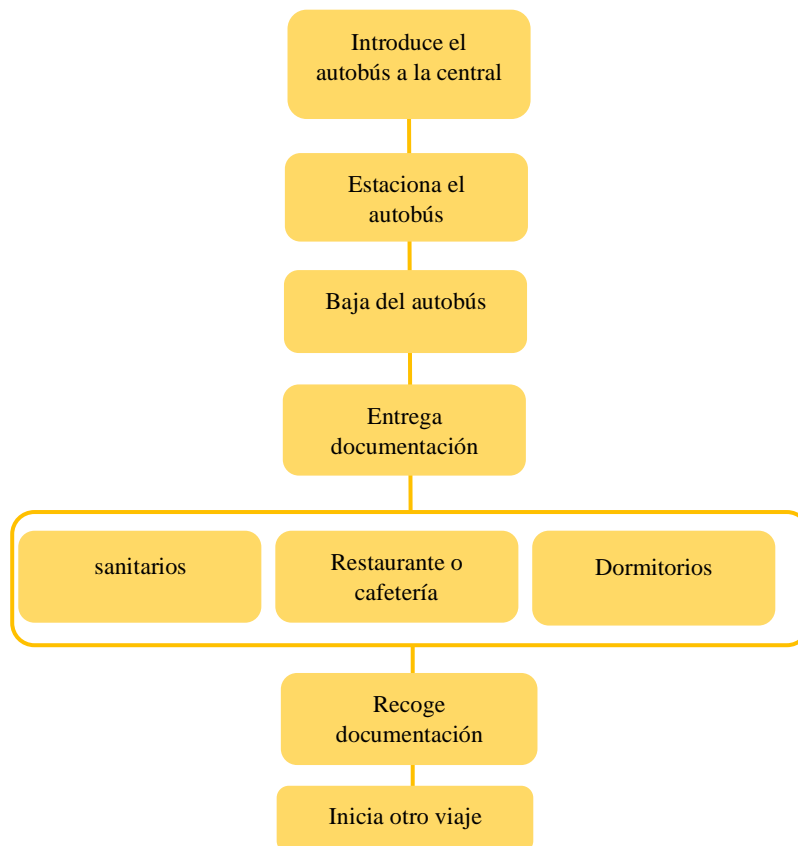 Introduce el
autobús a la central
Estaciona el
autobús
Baja del autobús
Entrega
documentación
sanitarios
Restaurante o
cafetería
Dormitorios
Recoge
documentación
Inicia otro viaje